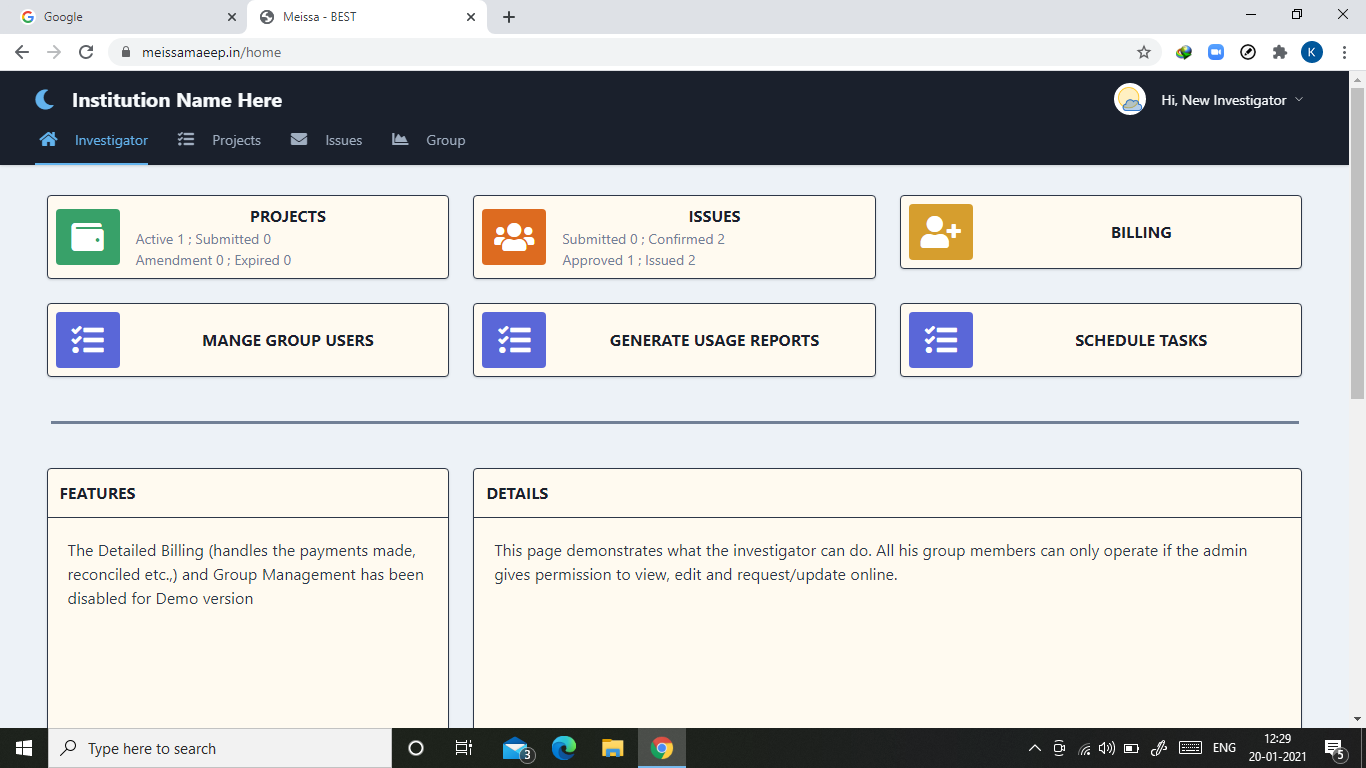 Google
Meissa - BEST
meissamaeep.in/home
K
Institution Name Here
Hi, New Investigator
Investigator
Projects
Issues
Group
PROJECTS
Active 1 ; Submitted 0
Amendment 0 ; Expired 0
ISSUES
Submitted 0 ; Confirmed 2
Approved 1 ; Issued 2
BILLING
MANGE GROUP USERS
GENERATE USAGE REPORTS
SCHEDULE TASKS
FEATURES
The Detailed Billing (handles the payments made,
reconciled etc.,) and Group Management has been
disabled for Demo version
DETAILS
This page demonstrates what the investigator can do. All his group members can only operate if the admin
gives permission to view, edit and request/update online.
Type here to search
3
ENG
12:29
20-01-2021
5